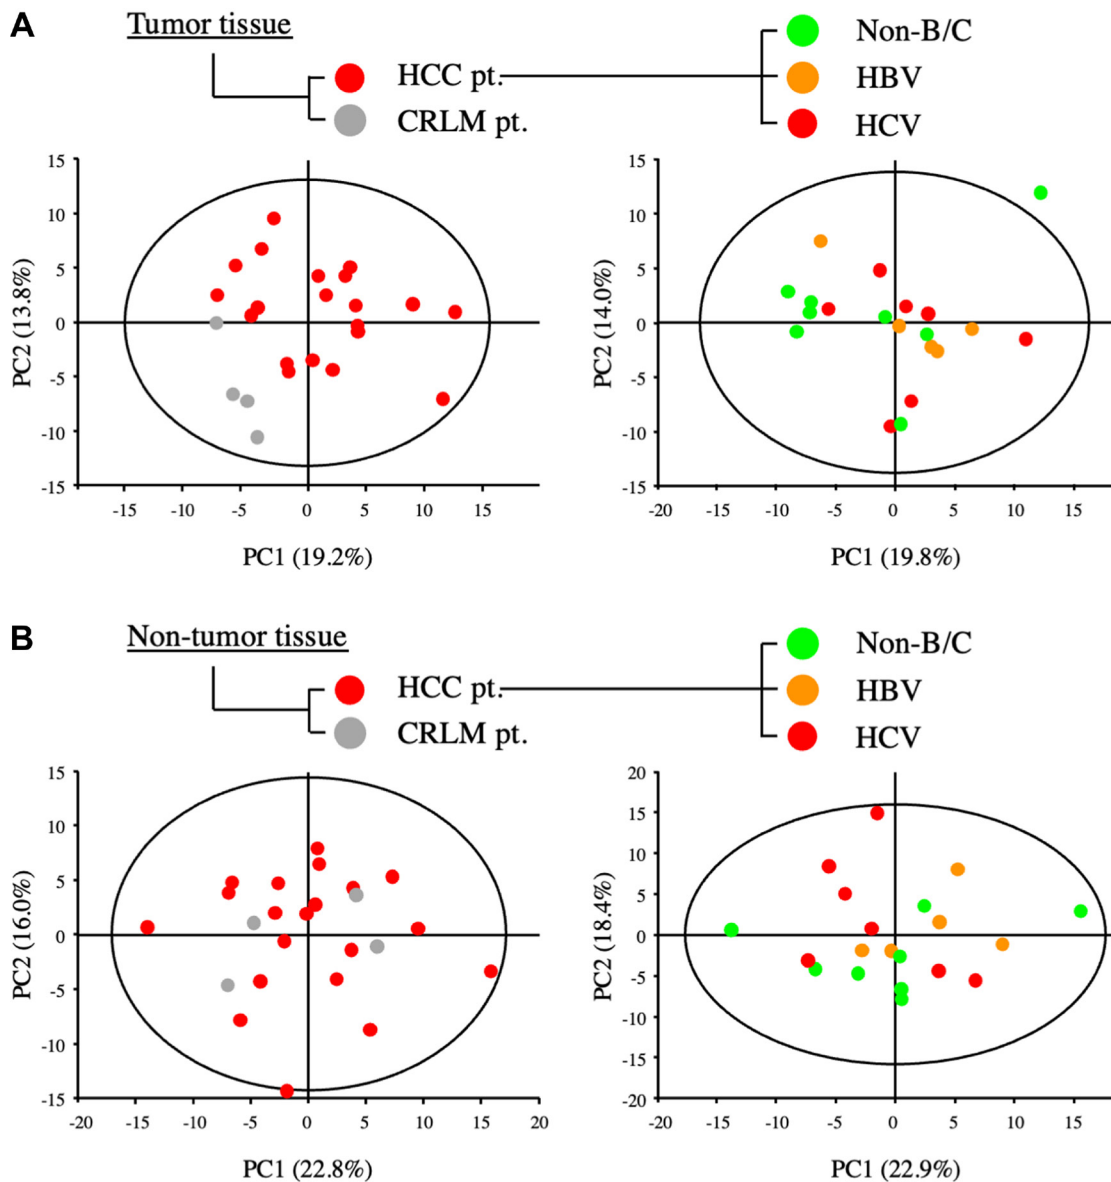 A
Tumor tissue
HCC pt.
CRLM pt.
Non-B/C
HBV
HCV
15
10
5
0
-5
-10
-15
PC2 (13.8%)
-15 -10 -5 0 5 10 15
PC1 (19.2%)
15
10
5
0
-5
-10
-15
PC2 (14.0%)
-20 -15 -10 -5 0 5 10 15
PC1 (19.8%)
B
Non-tumor tissue
HCC pt.
CRLM pt.
Non-B/C
HBV
HCV
15
10
5
0
-5
-10
-15
PC2 (16.0%)
-20 -15 -10 -5 0 5 10 15 20
PC1 (22.8%)
20
15
10
5
0
-5
-10
-15
-20
PC2 (18.4%)
-20 -15 -10 -5 0 5 10 15
PC1 (22.9%)